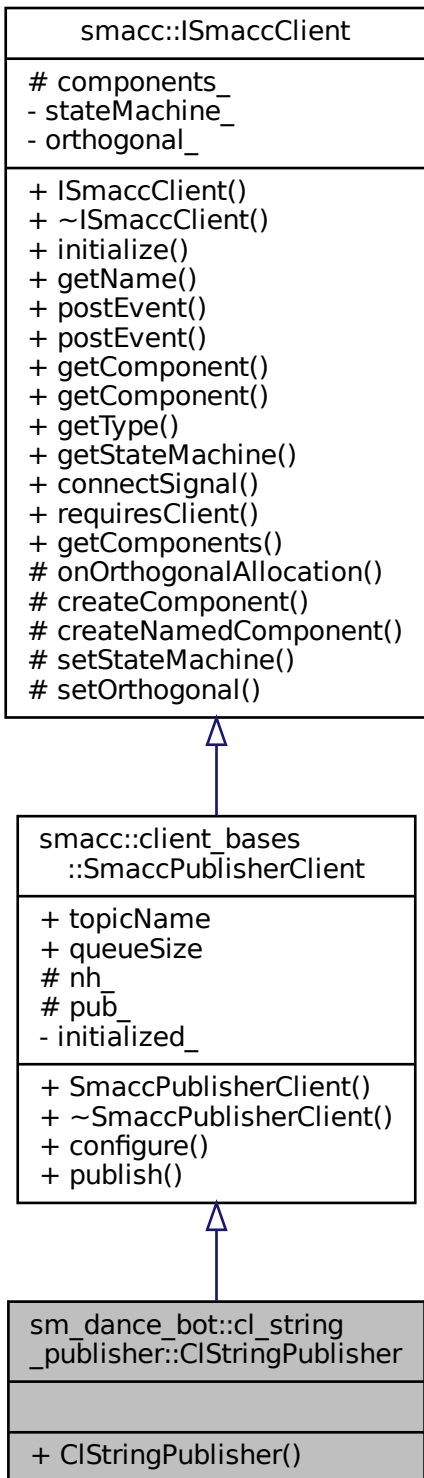 smacc::ISmaccClient
# components_
- stateMachine_
- orthogonal_
+ ISmaccClient()
+ ~ISmaccClient()
+ initialize()
+ getName()
+ postEvent()
+ postEvent()
+ getComponent()
+ getComponent()
+ getType()
+ getStateMachine()
+ connectSignal()
+ requiresClient()
+ getComponents()
# onOrthogonalAllocation()
# createComponent()
# createNamedComponent()
# setStateMachine()
# setOrthogonal()
smacc::client_bases
::SmaccPublisherClient
+ topicName
+ queueSize
# nh_
# pub_
- initialized_
+ SmaccPublisherClient()
+ ~SmaccPublisherClient()
+ configure()
+ publish()
sm_dance_bot::cl_string
_publisher::ClStringPublisher
+ ClStringPublisher()